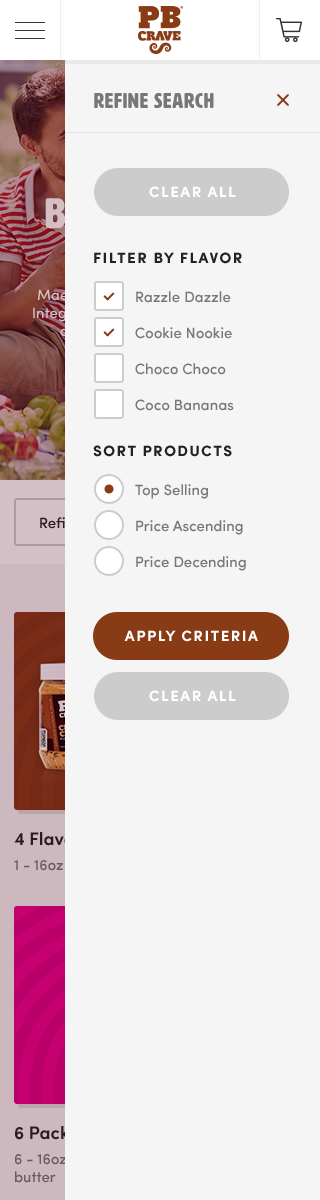 PB
CRAVE
REFINE SEARCH
CLEAR ALL
FILTER BY FLAVOR
Razzle Dazzle
Cookie Nookie
Choco Choco
Coco Bananas
SORT PRODUCTS
Top Selling
Price Ascending
Price Decending
APPLY CRITERIA
CLEAR ALL
B
Refi
4 Flav
1 - 16oz
6 Pack
6 - 16oz
butter